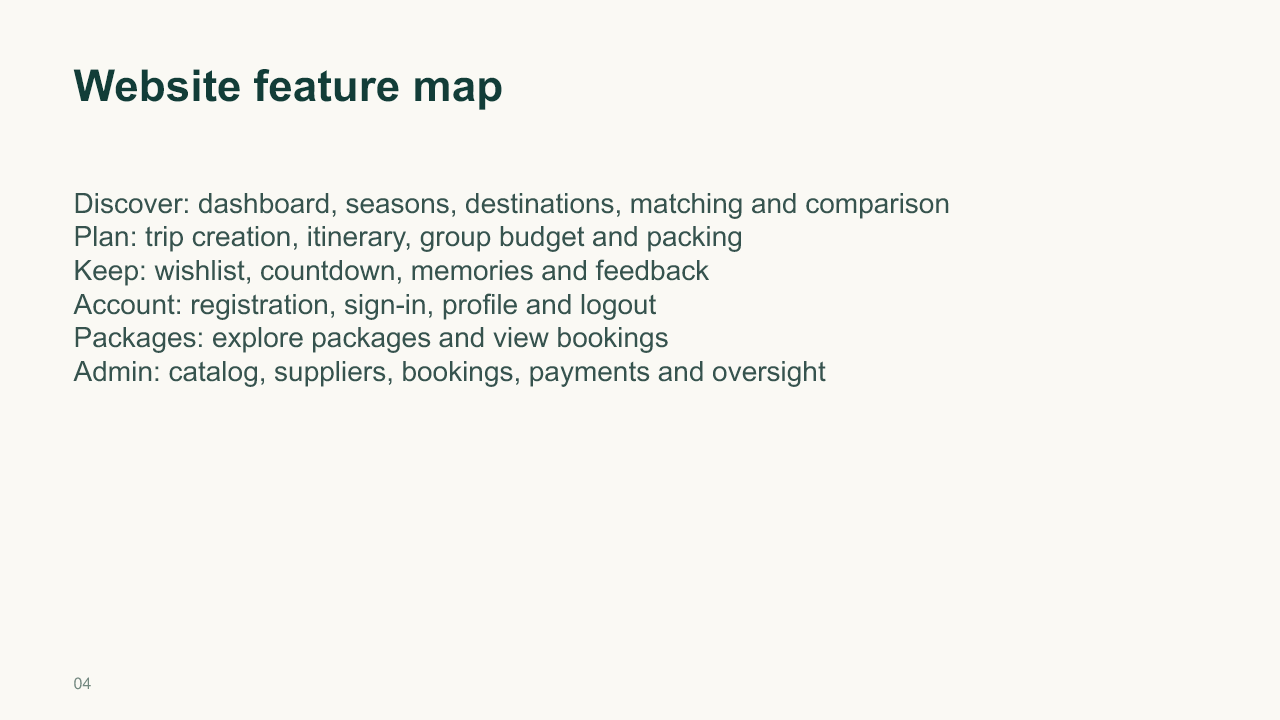 Website feature map
Discover: dashboard, seasons, destinations, matching and comparison
Plan: trip creation, itinerary, group budget and packing
Keep: wishlist, countdown, memories and feedback
Account: registration, sign-in, profile and logout
Packages: explore packages and view bookings
Admin: catalog, suppliers, bookings, payments and oversight
04